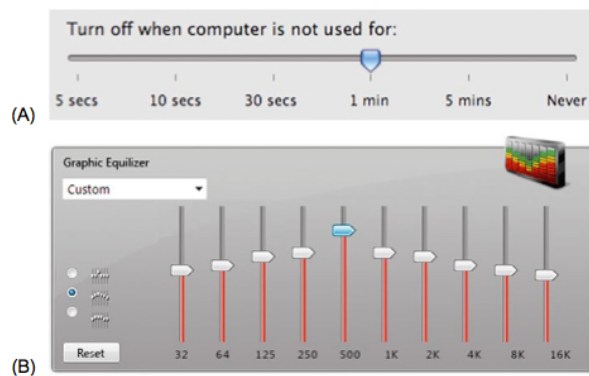 Turn off when computer is not used for:
5 secs 10 secs 30 secs 1 min 5 mins Never
(A)
Graphic Equilizer
Custom
Reset 32 64 125 250 500 1K 2K 4K 8K 16K
(B)